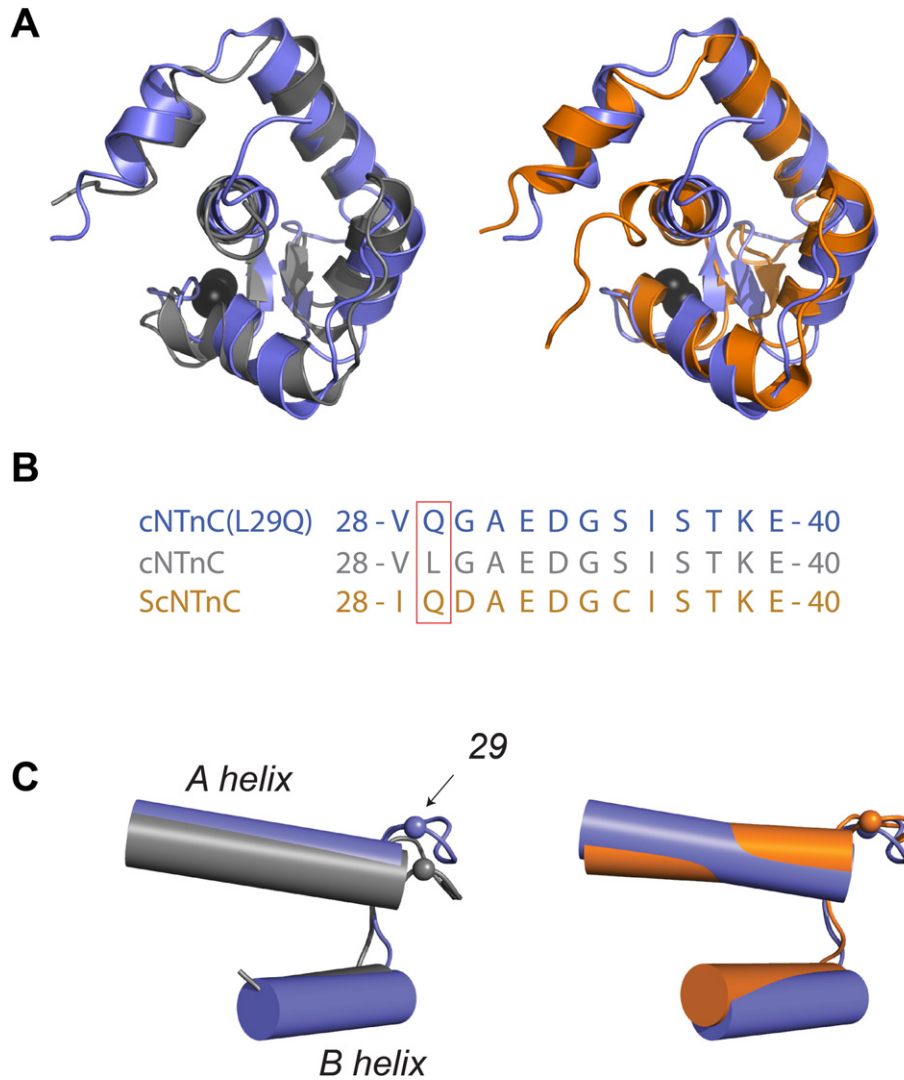 A
B
cNTnC(L29Q) 28 - V Q G A E D G S I S T K E - 40
cNTnC 28 - V L G A E D G S I S T K E - 40
ScNTnC 28 - I Q D A E D G C I S T K E - 40
C
A helix
29
B helix